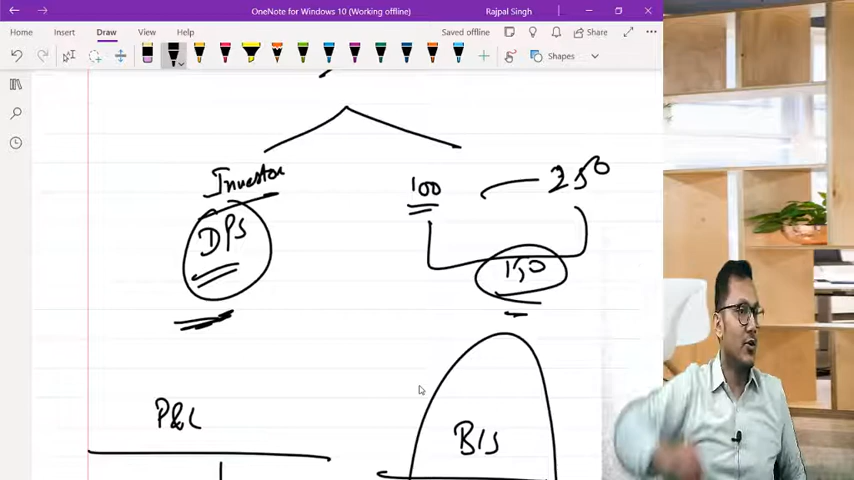 OneNote for Windows 10 (Working offline)
Rajpal Singh
Home Insert Draw View Help
Saved offline
Share
Shapes
Investor
100 250
DPS
150
P&L
B/S